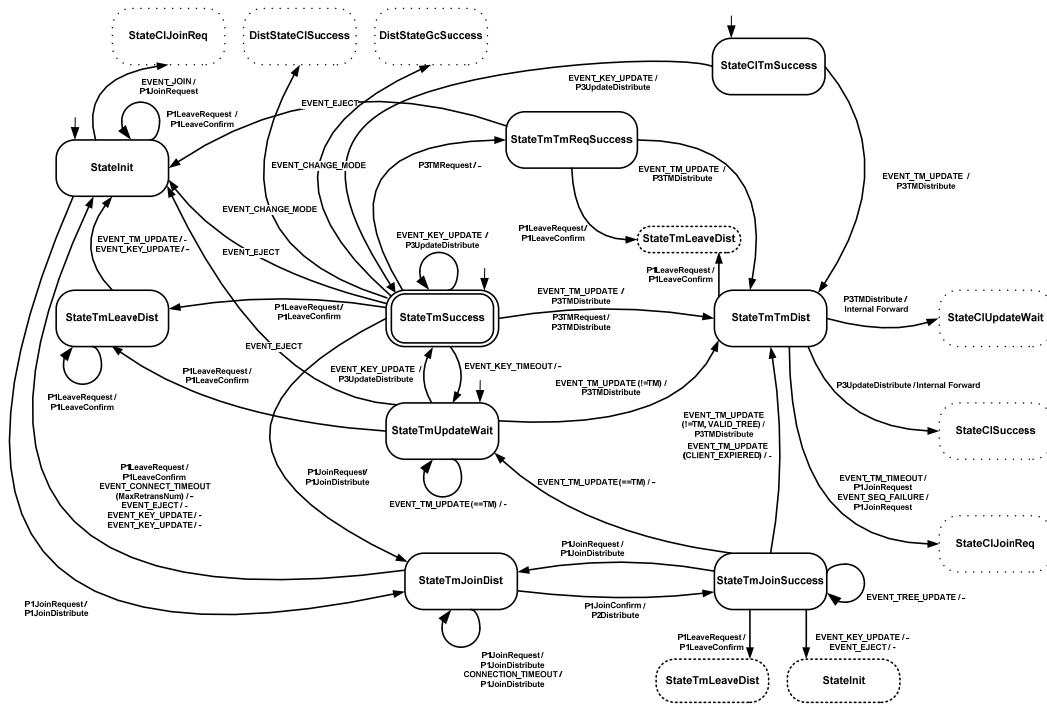 StateClJoinReq
DistStateClSuccess
DistStateGcSuccess
StateClTmSuccess
EVENT_JOIN /
P1JoinRequest
P1LeaveRequest /
P1LeaveConfirm
EVENT_EJECT
EVENT_KEY_UPDATE /
P3UpdateDistribute
StateTmTmReqSuccess
StateInit
EVENT_CHANGE_MODE
P3TMRequest / -
EVENT_TM_UPDATE /
P3TMDistribute
EVENT_TM_UPDATE /
P3TMDistribute
EVENT_CHANGE_MODE
EVENT_TM_UPDATE / -
EVENT_KEY_UPDATE / -
EVENT_EJECT
EVENT_KEY_UPDATE /
P3UpdateDistribute
P1LeaveRequest /
P1LeaveConfirm
StateTmLeaveDist
P1LeaveRequest /
P1LeaveConfirm
StateTmLeaveDist
P1LeaveRequest /
P1LeaveConfirm
StateTmSuccess
EVENT_TM_UPDATE /
P3TMDistribute
P3TMRequest /
P3TMDistribute
StateTmTmDist
P3TMDistribute /
Internal Forward
StateClUpdateWait
EVENT_EJECT
P1LeaveRequest /
P1LeaveConfirm
P1LeaveRequest /
P1LeaveConfirm
EVENT_KEY_UPDATE /
P3UpdateDistribute
EVENT_KEY_TIMEOUT / -
EVENT_TM_UPDATE (!=TM) /
P3TMDistribute
P3UpdateDistribute / Internal Forward
StateTmUpdateWait
EVENT_TM_UPDATE
(!=TM, VALID_TREE) /
P3TMDistribute
EVENT_TM_UPDATE
(CLIENT_EXPIERED) / -
StateClSuccess
P1LeaveRequest /
P1LeaveConfirm
EVENT_CONNECT_TIMEOUT
(MaxRetransNum) / -
EVENT_EJECT / -
EVENT_KEY_UPDATE / -
EVENT_KEY_UPDATE / -
P1JoinRequest/
P1JoinDistribute
EVENT_TM_UPDATE (==TM) / -
EVENT_TM_UPDATE (==TM) / -
EVENT_TM_TIMEOUT /
P1JoinRequest
EVENT_SEQ_FAILURE /
P1JoinRequest
StateClJoinReq
P1JoinRequest /
P1JoinDistribute
StateTmJoinDist
P1JoinRequest /
P1JoinDistribute
P1JoinConfirm /
P2Distribute
StateTmJoinSuccess
EVENT_TREE_UPDATE / -
P1JoinRequest /
P1JoinDistribute
CONNECTION_TIMEOUT /
P1JoinDistribute
P1LeaveRequest /
P1LeaveConfirm
EVENT_KEY_UPDATE / -
EVENT_EJECT / -
StateTmLeaveDist
StateInit